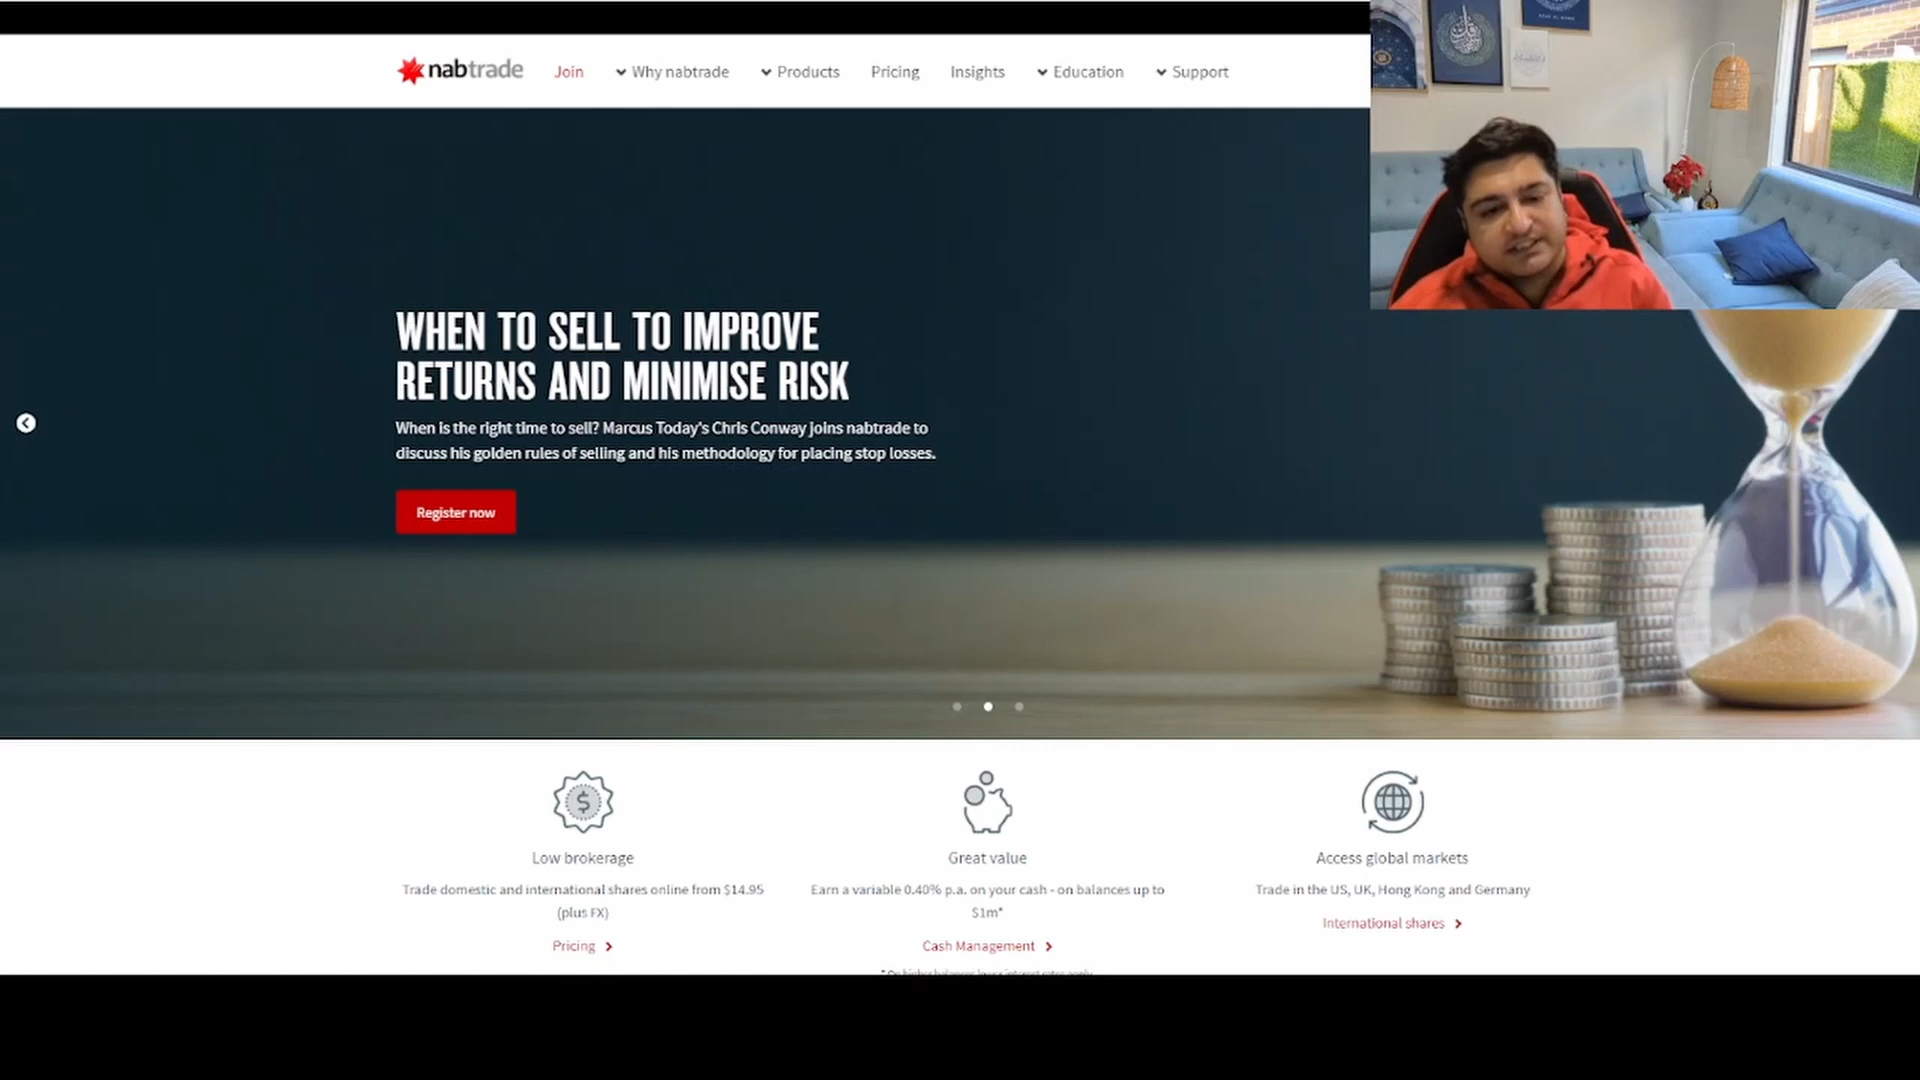 nabtrade
Join
Why nabtrade
Products
Pricing
Insights
Education
Support
WHEN TO SELL TO IMPROVE
RETURNS AND MINIMISE RISK
When is the right time to sell? Marcus Today's Chris Conway joins nabtrade to
discuss his golden rules of selling and his methodology for placing stop losses.
Register now
Low brokerage
Trade domestic and international shares online from $14.95
(plus FX)
Pricing
Great value
Earn a variable 0.40% p.a. on your cash - on balances up to
$1m*
Cash Management
Access global markets
Trade in the US, UK, Hong Kong and Germany
International shares